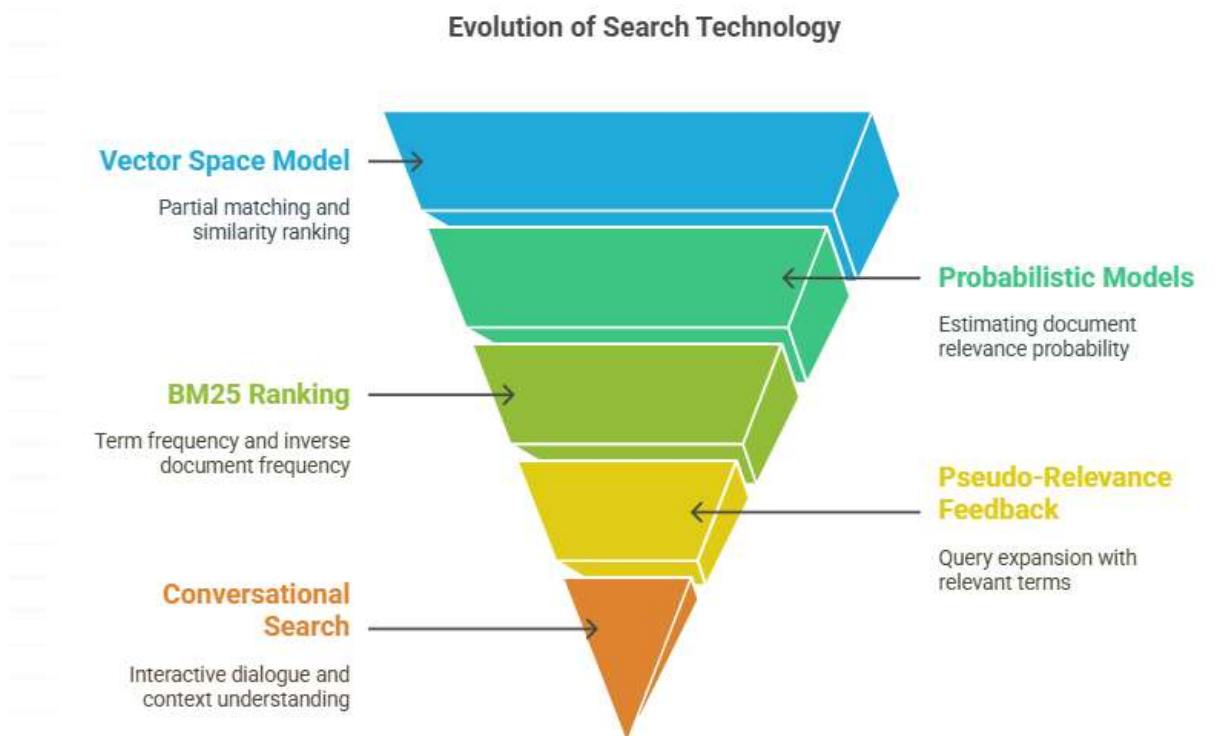 Evolution of Search Technology
Vector Space Model
Partial matching and
similarity ranking
Probabilistic Models
Estimating document
relevance probability
BM25 Ranking
Term frequency and inverse
document frequency
Pseudo-Relevance
Feedback
Query expansion with
relevant terms
Conversational
Search
Interactive dialogue and
context understanding